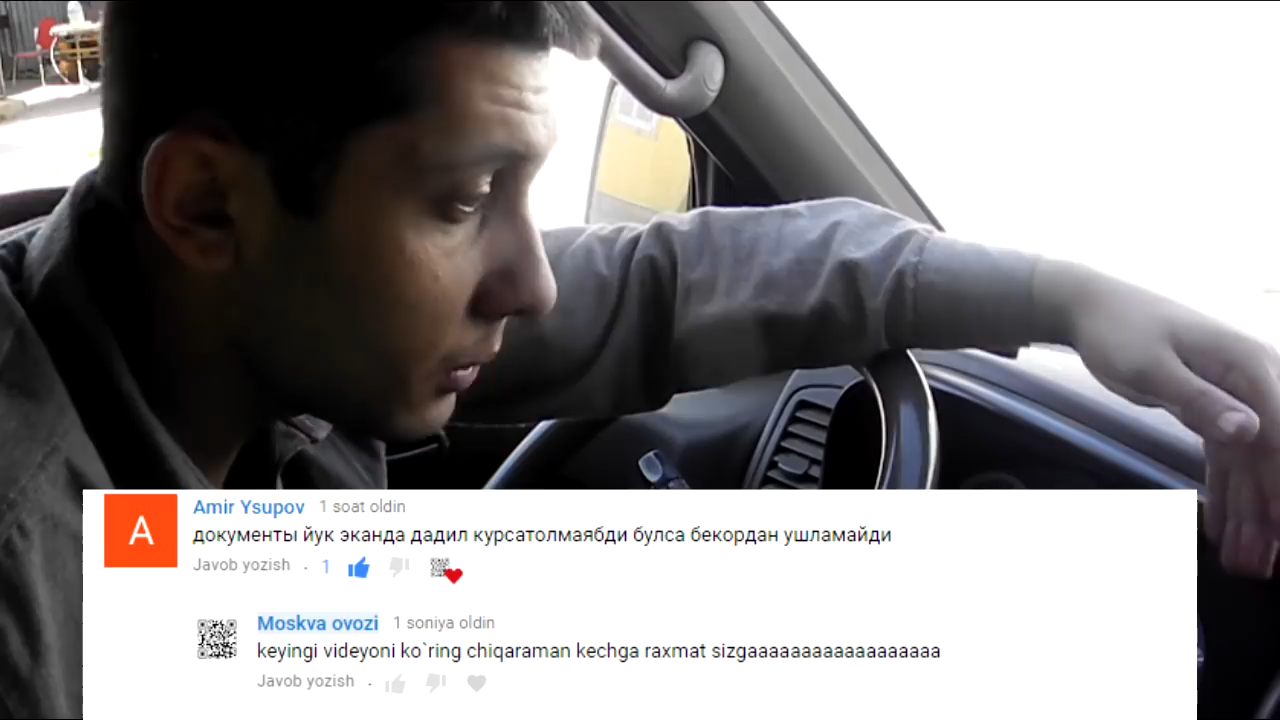 A
Amir Ysupov 1 soat oldin
документы йук эканда дадил курсатолмаябди булса бекордан ушламайди
Javob yozish . 1
Moskva ovozi 1 soniya oldin
keyingi videyoni ko`ring chiqaraman kechga raxmat sizgaaaaaaaaaaaaaaaaaa
Javob yozish .